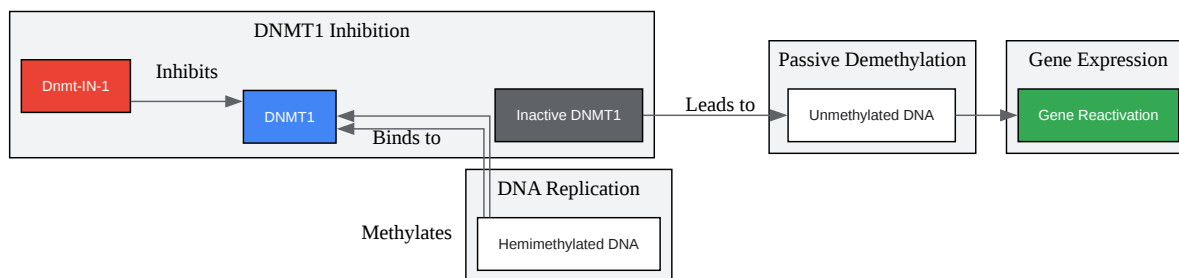 DNMT1 Inhibition
Dnmt-IN-1
Inhibits
DNMT1
Binds to
Inactive DNMT1
Leads to
Passive Demethylation
Unmethylated DNA
Gene Expression
Gene Reactivation
DNA Replication
Methylates
Hemimethylated DNA